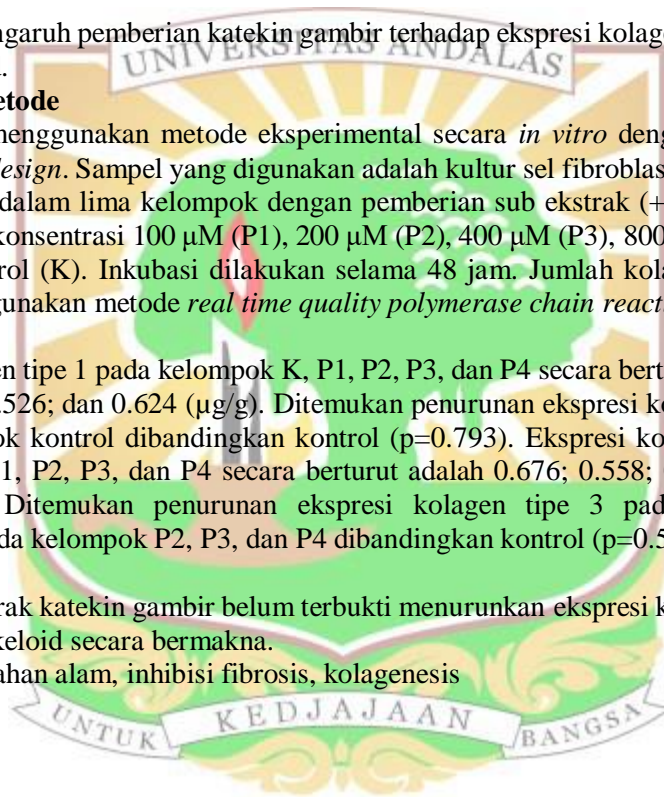 ngaruh pemberian katekin gambir terhadap ekspresi kolage
UNIVERSITAS ANDALAS
etode
menggunakan metode eksperimental secara in vitro deng
design. Sampel yang digunakan adalah kultur sel fibroblas
dalam lima kelompok dengan pemberian sub ekstrak (+
konsentrasi 100 µM (P1), 200 µM (P2), 400 µM (P3), 800
rol (K). Inkubasi dilakukan selama 48 jam. Jumlah kola
gunakan metode real time quality polymerase chain react
en tipe 1 pada kelompok K, P1, P2, P3, dan P4 secara bert
.526; dan 0.624 (µg/g). Ditemukan penurunan ekspresi ko
ok kontrol dibandingkan kontrol (p=0.793). Ekspresi ko
1, P2, P3, dan P4 secara berturut adalah 0.676; 0.558;
Ditemukan penurunan ekspresi kolagen tipe 3 pad
da kelompok P2, P3, dan P4 dibandingkan kontrol (p=0.5
rak katekin gambir belum terbukti menurunkan ekspresi k
keloid secara bermakna.
ahan alam, inhibisi fibrosis, kolagenesis
UNTUK KEDJAJAAN BANGSA